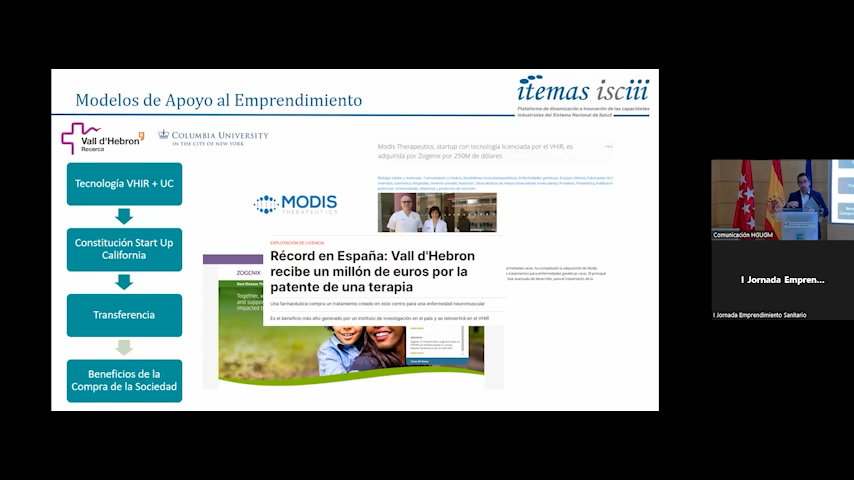 Modelos de Apoyo al Emprendimiento
itemas isciii
Plataforma de dinamización e innovación de las capacidades
industriales del Sistema Nacional de Salud
Vall d'Hebron
Recerca
COLUMBIA UNIVERSITY
IN THE CITY OF NEW YORK
Tecnología VHIR + UC
Constitución Start Up
California
Transferencia
Beneficios de la
Compra de la Sociedad
Modis Therapeutics, startup con tecnología licenciada por el VHIR, es
adquirida por Zogenix por 250M de dólares
MODIS
THERAPEUTICS
EXPLOTACIÓN DE LICENCIA
Récord en España: Vall d'Hebron
recibe un millón de euros por la
patente de una terapia
Una farmacéutica compra un tratamiento creado en este centro para una enfermedad neuromuscular
Es el beneficio más alto generado por un instituto de investigación en el país y se reinvertirá en el VHIR
ZOGENIX
Together, w
and suppo
impacted b
Comunicación HGUGM
I Jornada Empren...
I Jornada Emprendimiento Sanitario